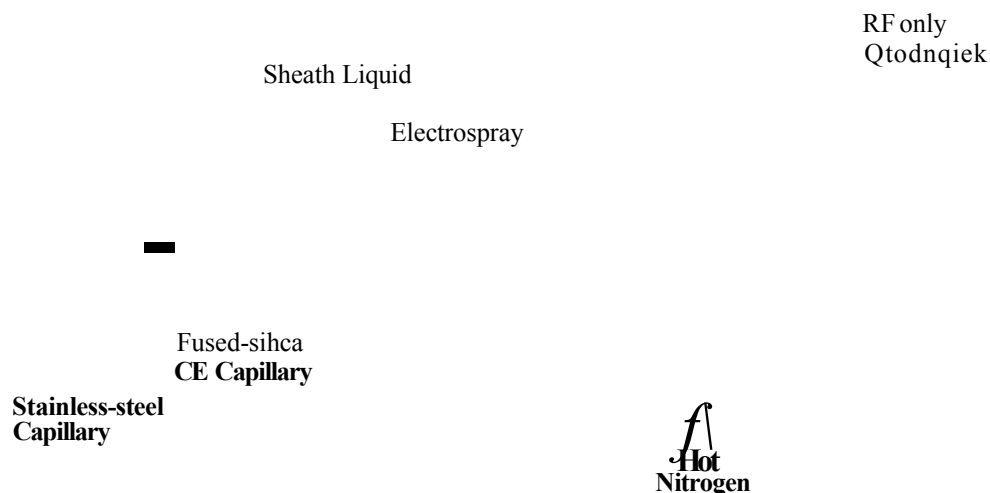 RF only
Qtodnqiek
Sheath Liquid
Electrospray
Fused-sihca
CE Capillary
Stainless-steel
Capillary
Hot
Nitrogen